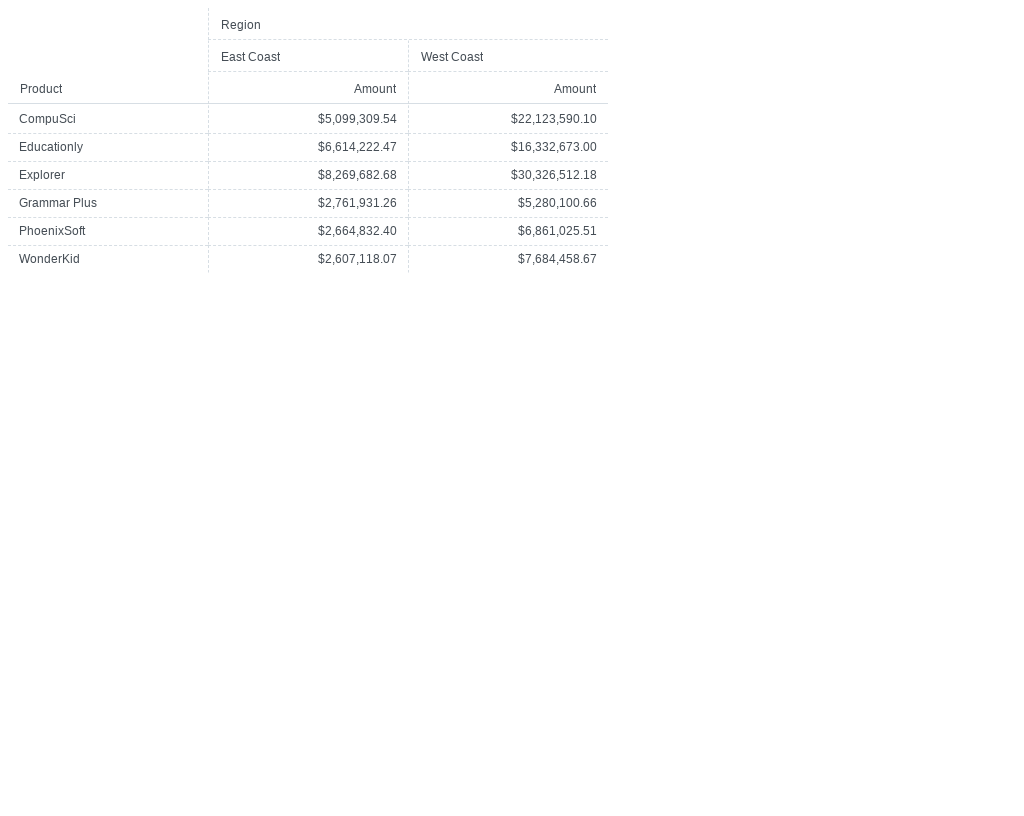 Region
East Coast West Coast
Product Amount Amount
CompuSci $5,099,309.54 $22,123,590.10
Educationly $6,614,222.47 $16,332,673.00
Explorer $8,269,682.68 $30,326,512.18
Grammar Plus $2,761,931.26 $5,280,100.66
PhoenixSoft $2,664,832.40 $6,861,025.51
WonderKid $2,607,118.07 $7,684,458.67